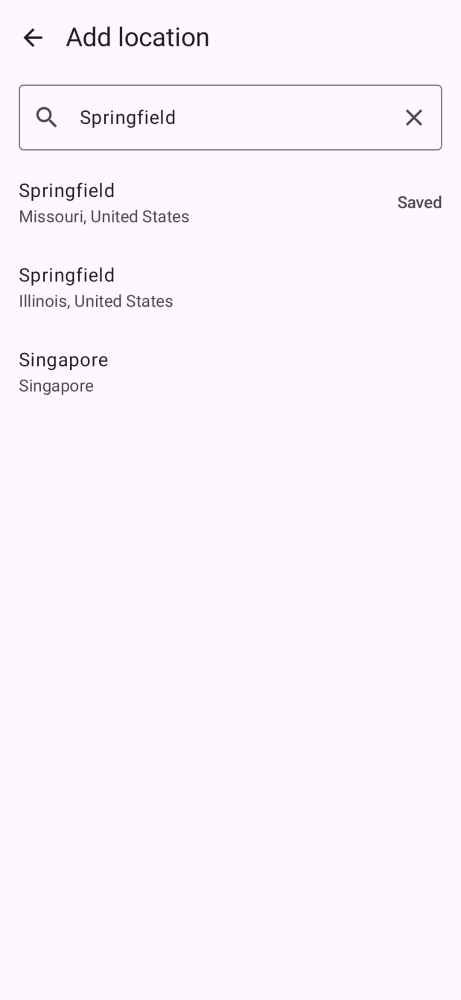 Add location
Springfield
Springfield
Missouri, United States
Saved
Springfield
Illinois, United States
Singapore
Singapore